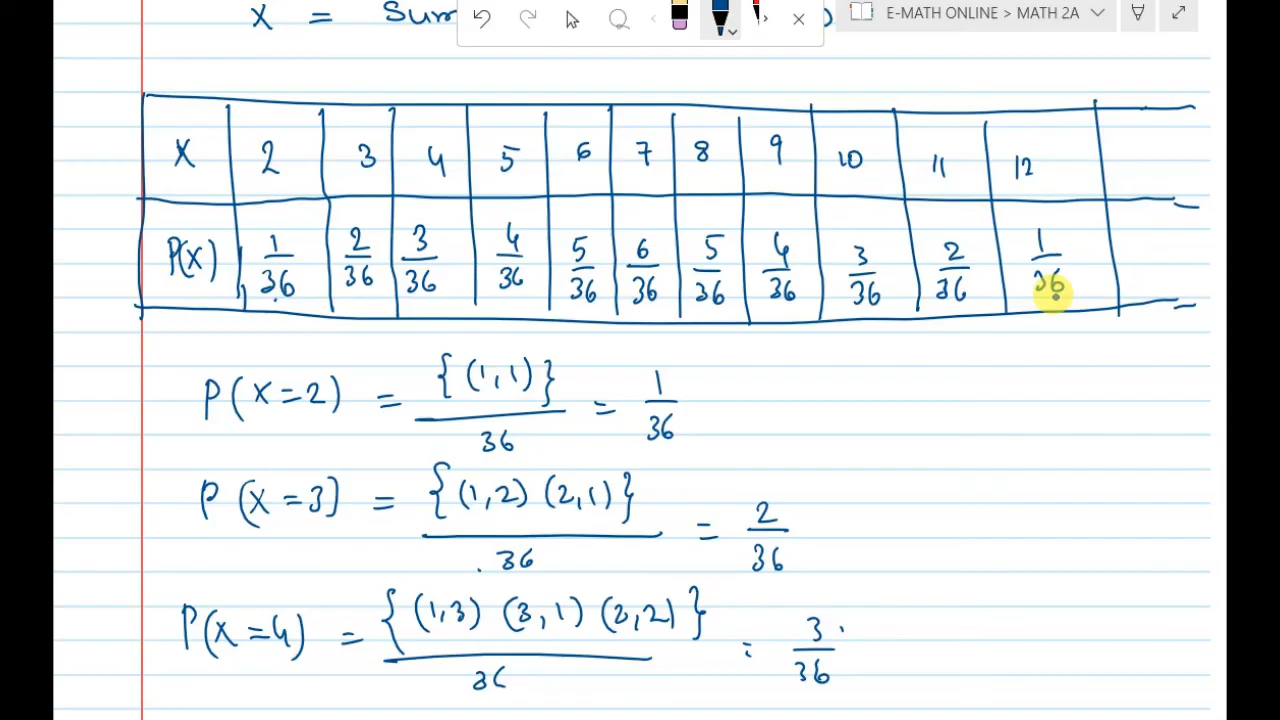 X = Sum
E-MATH ONLINE > MATH 2A
X 2 3 4 5 6 7 8 9 10 11 12
P(X) 1/36 2/36 3/36 4/36 5/36 6/36 5/36 4/36 3/36 2/36 1/36
P(X=2) = {(1,1)}/36 = 1/36
P(X=3) = {(1,2) (2,1)}/36 = 2/36
P(X=4) = {(1,3) (3,1) (2,2)}/36 = 3/36